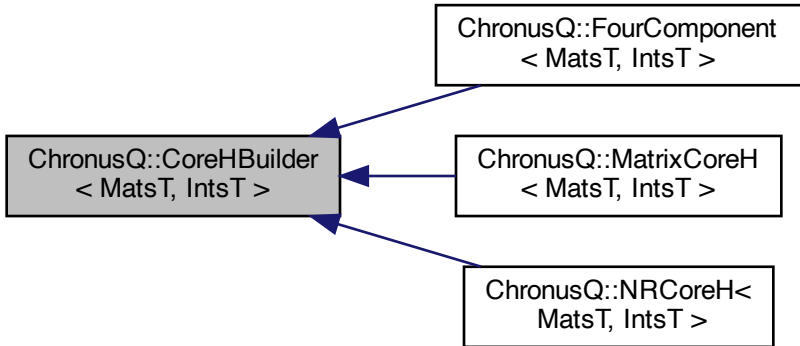 ChronusQ::FourComponent
< MatsT, IntsT >
ChronusQ::CoreHBuilder
< MatsT, IntsT >
ChronusQ::MatrixCoreH
< MatsT, IntsT >
ChronusQ::NRCoreH<
MatsT, IntsT >